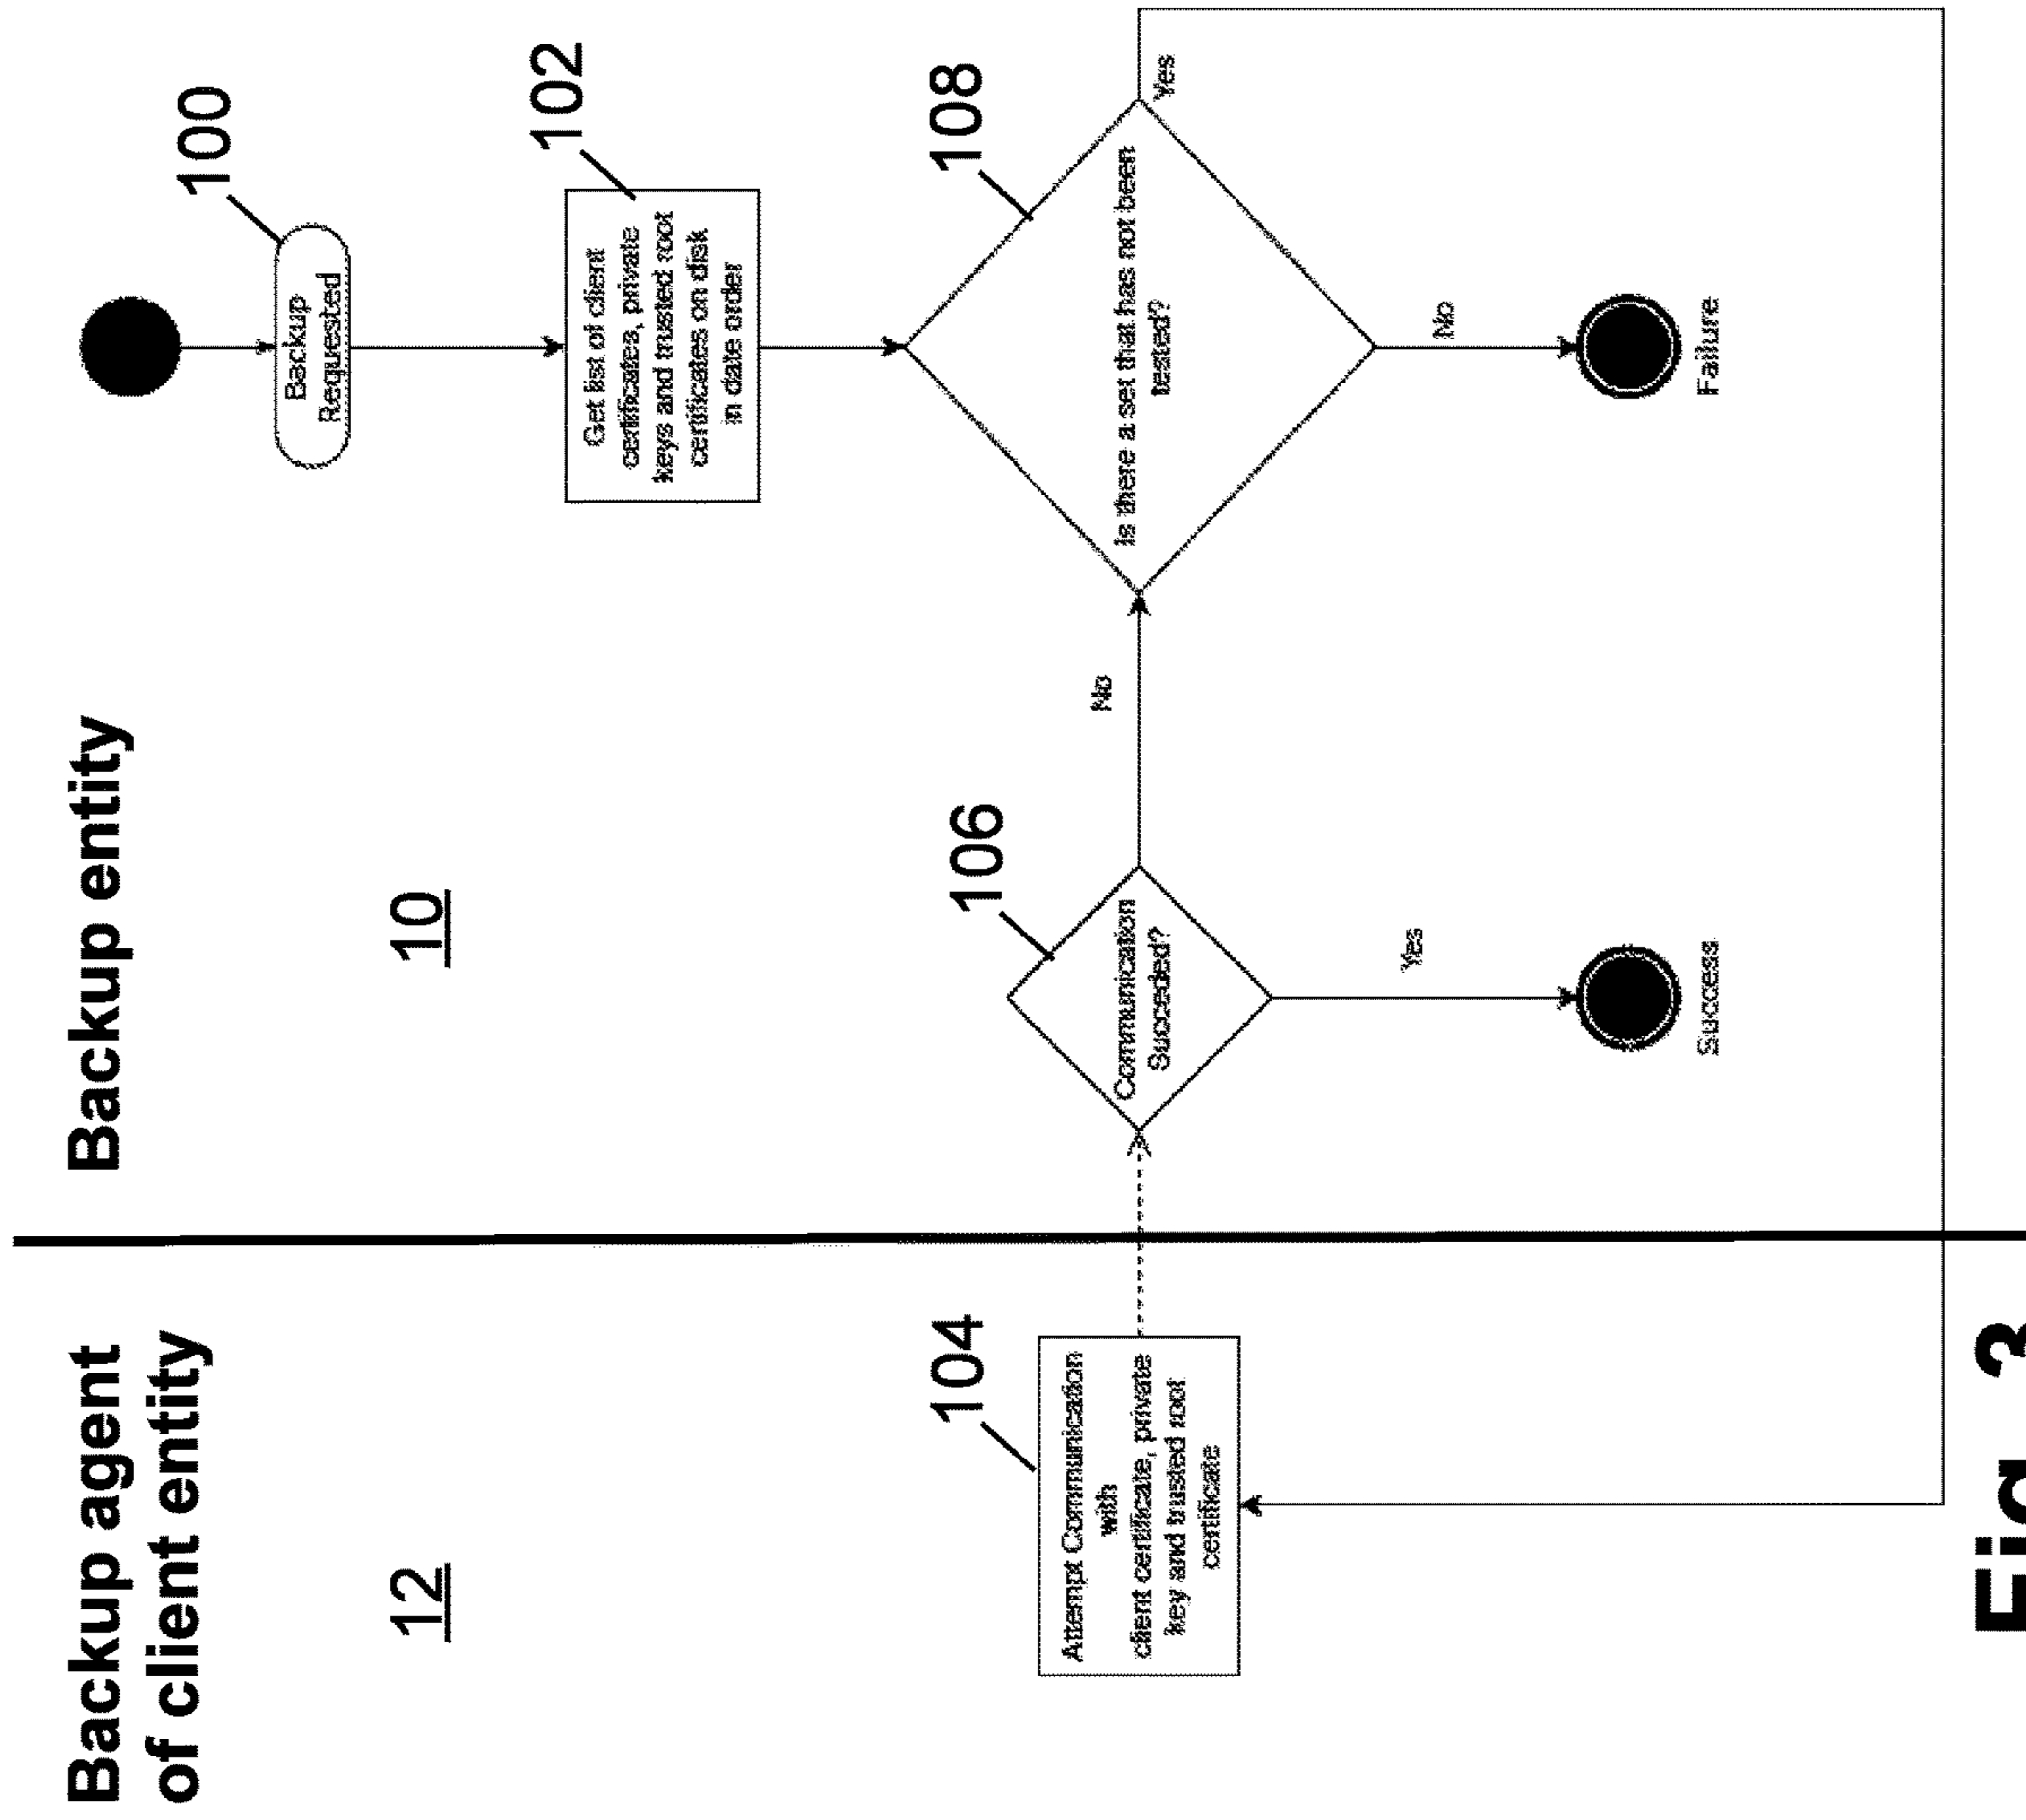 Backup agent
of client entity
12
Backup entity
10
100
Backup
Requested
102
Get list of client
certificates, private
keys and trusted root
certificates on disk
in date order
104
Attempt Communication
with
client certificate, private
key and trusted root
certificate
106
Communication
Succeded?
No
108
Is there a set that has not been
tested?
Yes
Yes
No
Success
Failure
Fig. 3